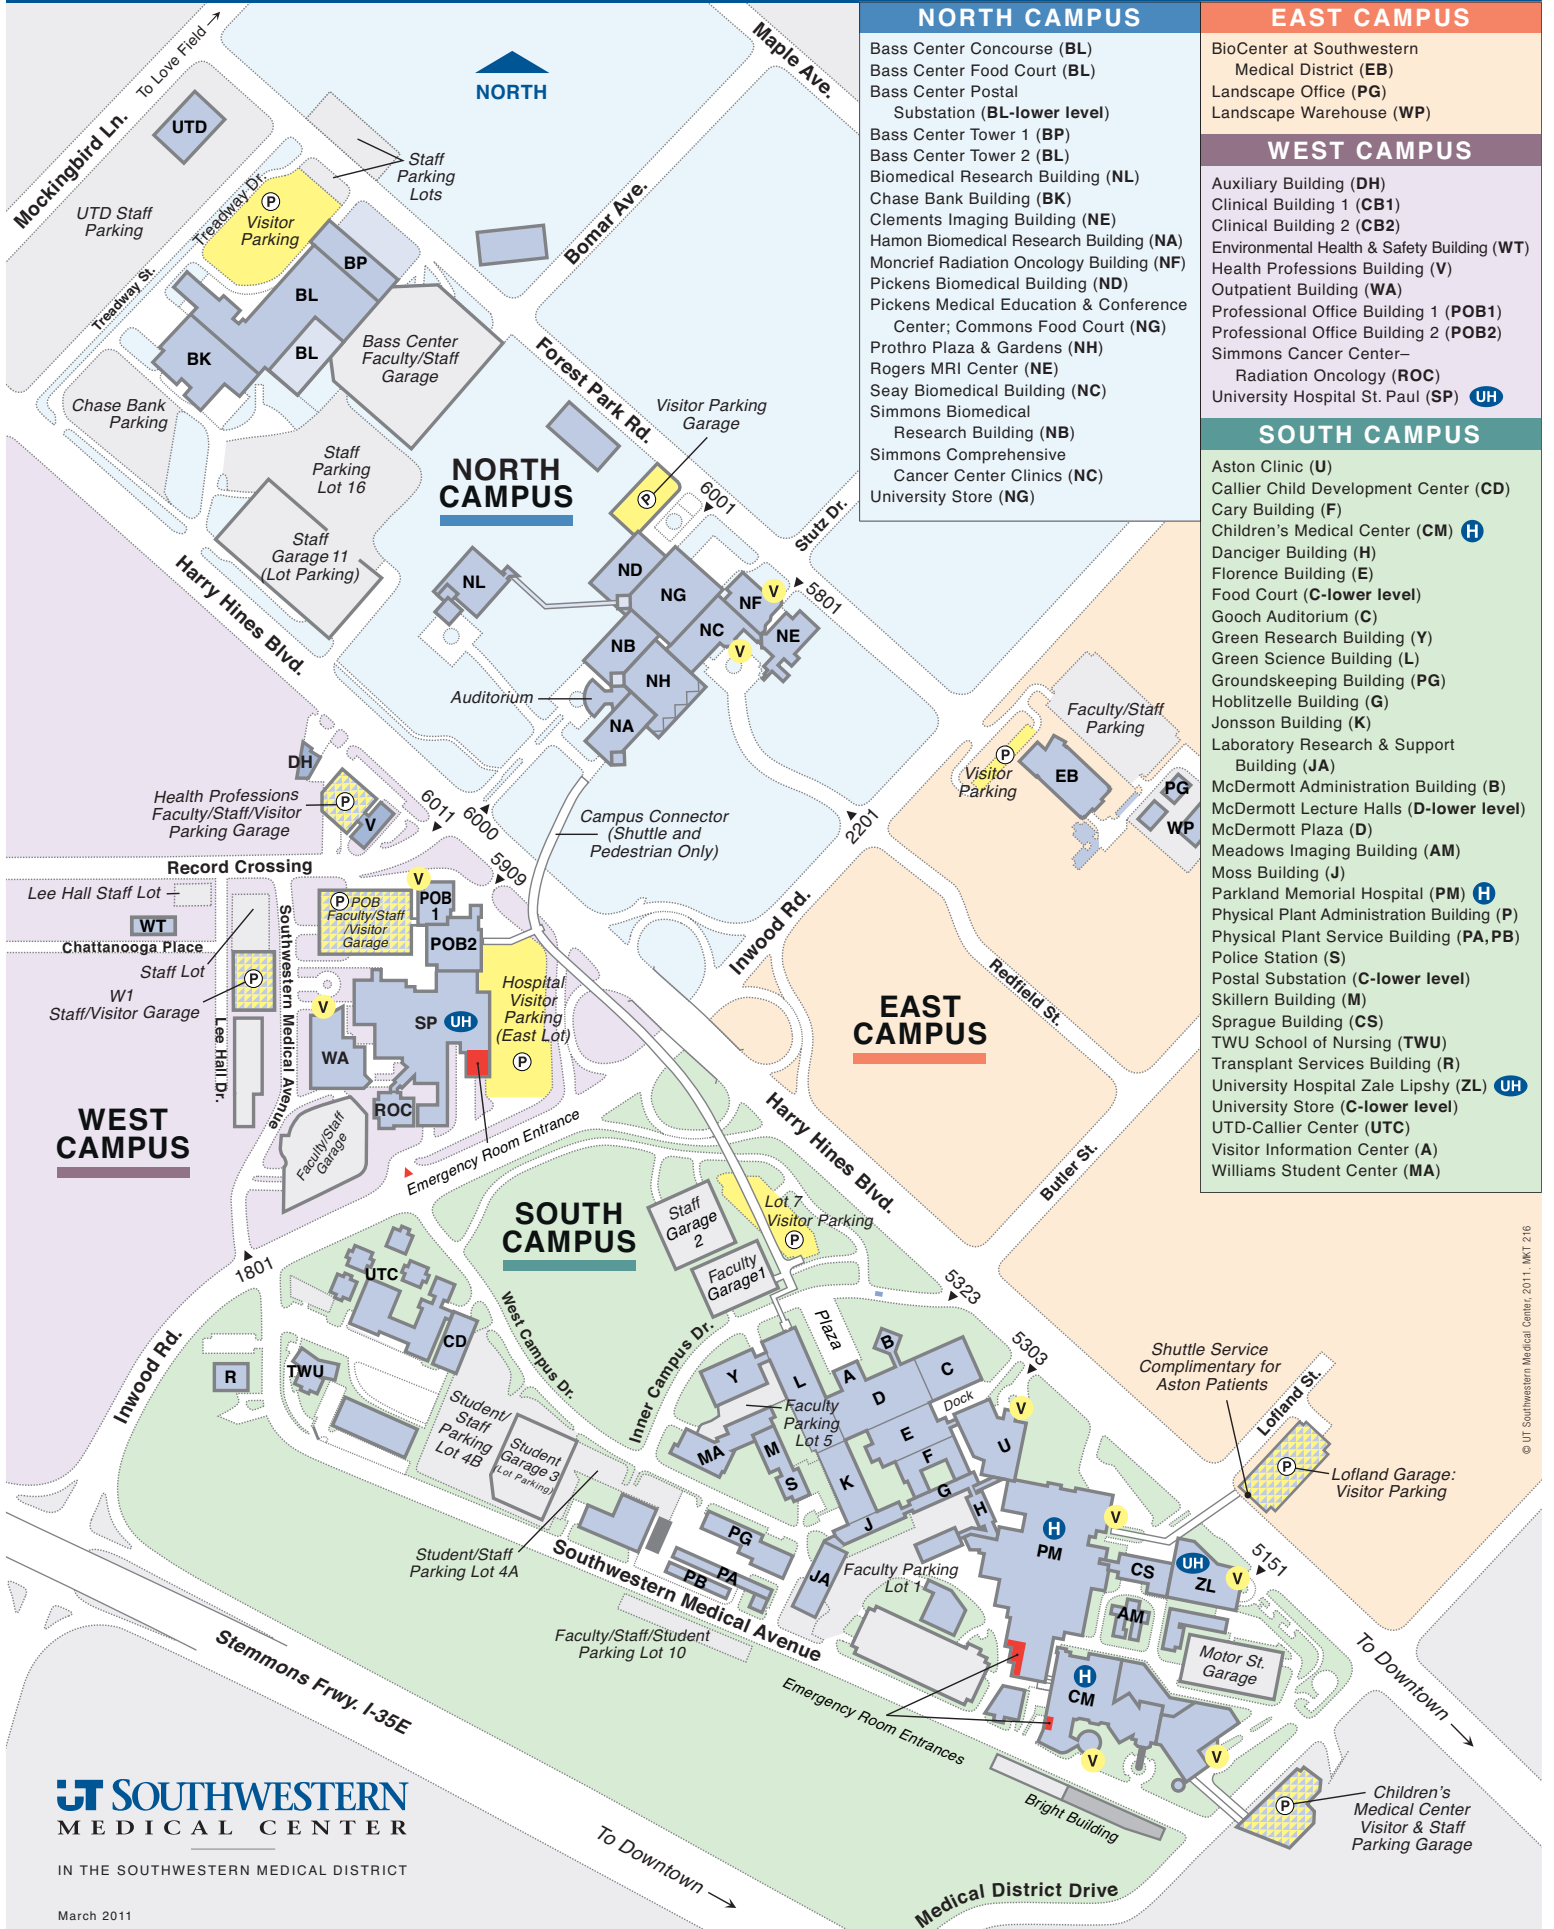 NORTH CAMPUS
Bass Center Concourse (BL)
Bass Center Food Court (BL)
Bass Center Postal
Substation (BL-lower level)
Bass Center Tower 1 (BP)
Bass Center Tower 2 (BL)
Biomedical Research Building (NL)
Chase Bank Building (BK)
Clements Imaging Building (NE)
Hamon Biomedical Research Building (NA)
Moncrief Radiation Oncology Building (NF)
Pickens Biomedical Building (ND)
Pickens Medical Education & Conference
Center; Commons Food Court (NG)
Prothro Plaza & Gardens (NH)
Rogers MRI Center (NE)
Seay Biomedical Building (NC)
Simmons Biomedical
Research Building (NB)
Simmons Comprehensive
Cancer Center Clinics (NC)
University Store (NG)
EAST CAMPUS
BioCenter at Southwestern
Medical District (EB)
Landscape Office (PG)
Landscape Warehouse (WP)
WEST CAMPUS
Auxiliary Building (DH)
Clinical Building 1 (CB1)
Clinical Building 2 (CB2)
Environmental Health & Safety Building (WT)
Health Professions Building (V)
Outpatient Building (WA)
Professional Office Building 1 (POB1)
Professional Office Building 2 (POB2)
Simmons Cancer Center–
Radiation Oncology (ROC)
University Hospital St. Paul (SP) UH
SOUTH CAMPUS
Aston Clinic (U)
Callier Child Development Center (CD)
Cary Building (F)
Children's Medical Center (CM) H
Danciger Building (H)
Florence Building (E)
Food Court (C-lower level)
Gooch Auditorium (C)
Green Research Building (Y)
Green Science Building (L)
Groundskeeping Building (PG)
Hoblitzelle Building (G)
Jonsson Building (K)
Laboratory Research & Support
Building (JA)
McDermott Administration Building (B)
McDermott Lecture Halls (D-lower level)
McDermott Plaza (D)
Meadows Imaging Building (AM)
Moss Building (J)
Parkland Memorial Hospital (PM) H
Physical Plant Administration Building (P)
Physical Plant Service Building (PA,PB)
Police Station (S)
Postal Substation (C-lower level)
Skillern Building (M)
Sprague Building (CS)
TWU School of Nursing (TWU)
Transplant Services Building (R)
University Hospital Zale Lipshy (ZL) UH
University Store (C-lower level)
UTD-Callier Center (UTC)
Visitor Information Center (A)
Williams Student Center (MA)
To Love Field
Mockingbird Ln.
Maple Ave.
NORTH
UTD
Staff
Parking
Lots
UTD Staff
Parking
Treadway Dr.
P
Visitor
Parking
Bomar Ave.
Treadway St.
BP
BL
BL
BK
Bass Center
Faculty/Staff
Garage
Forest Park Rd.
Chase Bank
Parking
Visitor Parking
Garage
P
Staff
Parking
Lot 16
NORTH
CAMPUS
6001
Stutz Dr.
Staff
Garage 11
(Lot Parking)
Harry Hines Blvd.
NL
ND
NG
NF
V
5801
NC
NE
NB
V
NH
NA
Auditorium
Faculty/Staff
Parking
P
Visitor
Parking
EB
PG
WP
DH
Health Professions
Faculty/Staff/Visitor
Parking Garage
P
V
6011
6000
5909
2201
Campus Connector
(Shuttle and
Pedestrian Only)
Record Crossing
Lee Hall Staff Lot
WT
Chattanooga Place
Staff Lot
W1
Staff/Visitor Garage
P
Lee Hall Dr.
Southwestern Medical Avenue
P
POB
Faculty/Staff
/Visitor
Garage
V
POB
1
POB2
Hospital
Visitor
Parking
(East Lot)
P
SP UH
V
WA
ROC
Faculty/Staff
Garage
WEST
CAMPUS
Emergency Room Entrance
Inwood Rd.
Redfield St.
EAST
CAMPUS
Harry Hines Blvd.
Butler St.
SOUTH
CAMPUS
Staff
Garage
2
Lot 7
Visitor Parking
P
Faculty
Garage1
1801
Inwood Rd.
UTC
CD
R
TWU
West Campus Dr.
Inner Campus Dr.
Plaza
5323
5303
B
A
C
D
L
Y
E
Dock
V
U
Faculty
Parking
Lot 5
MA
M
S
K
F
G
H
J
Student/
Staff
Parking
Lot 4B
Student
Garage 3
(Lot Parking)
Shuttle Service
Complimentary for
Aston Patients
Lofland St.
P
Lofland Garage:
Visitor Parking
H
PM
V
5151
Student/Staff
Parking Lot 4A
PG
PA
PB
JA
Faculty Parking
Lot 1
CS
UH
ZL
V
AM
Southwestern Medical Avenue
Faculty/Staff/Student
Parking Lot 10
Motor St.
Garage
H
CM
V
V
Emergency Room Entrances
To Downtown
Stemmons Frwy. I-35E
Bright Building
P
Children's
Medical Center
Visitor & Staff
Parking Garage
To Downtown
Medical District Drive
UT SOUTHWESTERN
MEDICAL CENTER
IN THE SOUTHWESTERN MEDICAL DISTRICT
March 2011
© UT Southwestern Medical Center, 2011. MKT 216